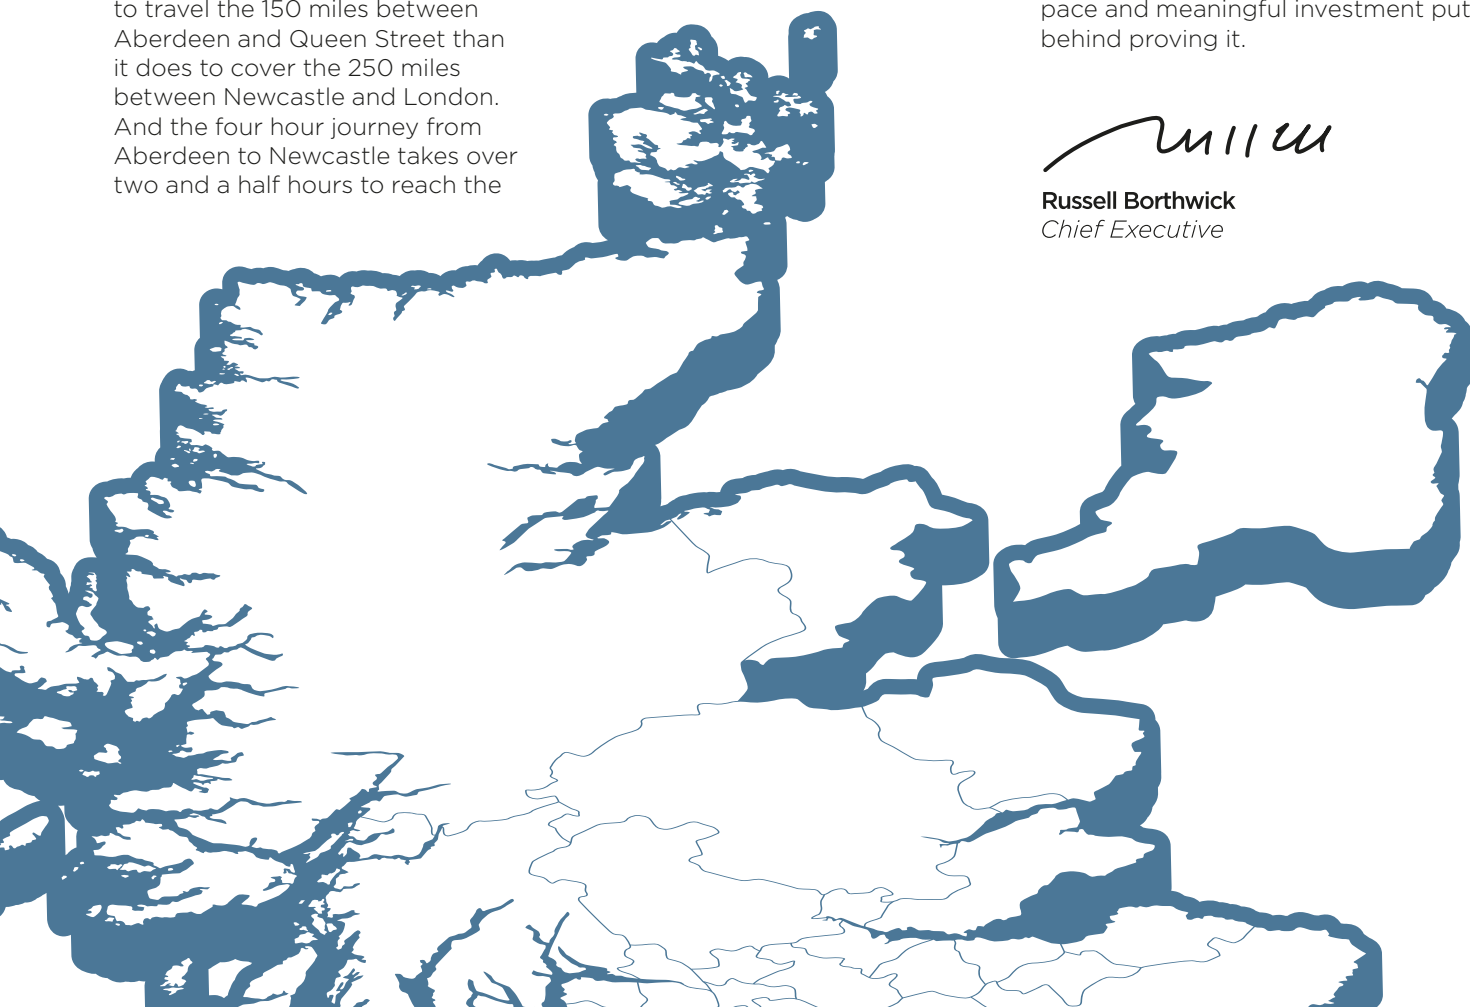 to travel the 150 miles between
Aberdeen and Queen Street than
it does to cover the 250 miles
between Newcastle and London.
And the four hour journey from
Aberdeen to Newcastle takes over
two and a half hours to reach the
pace and meaningful investment put
behind proving it.
Russell Borthwick
Chief Executive